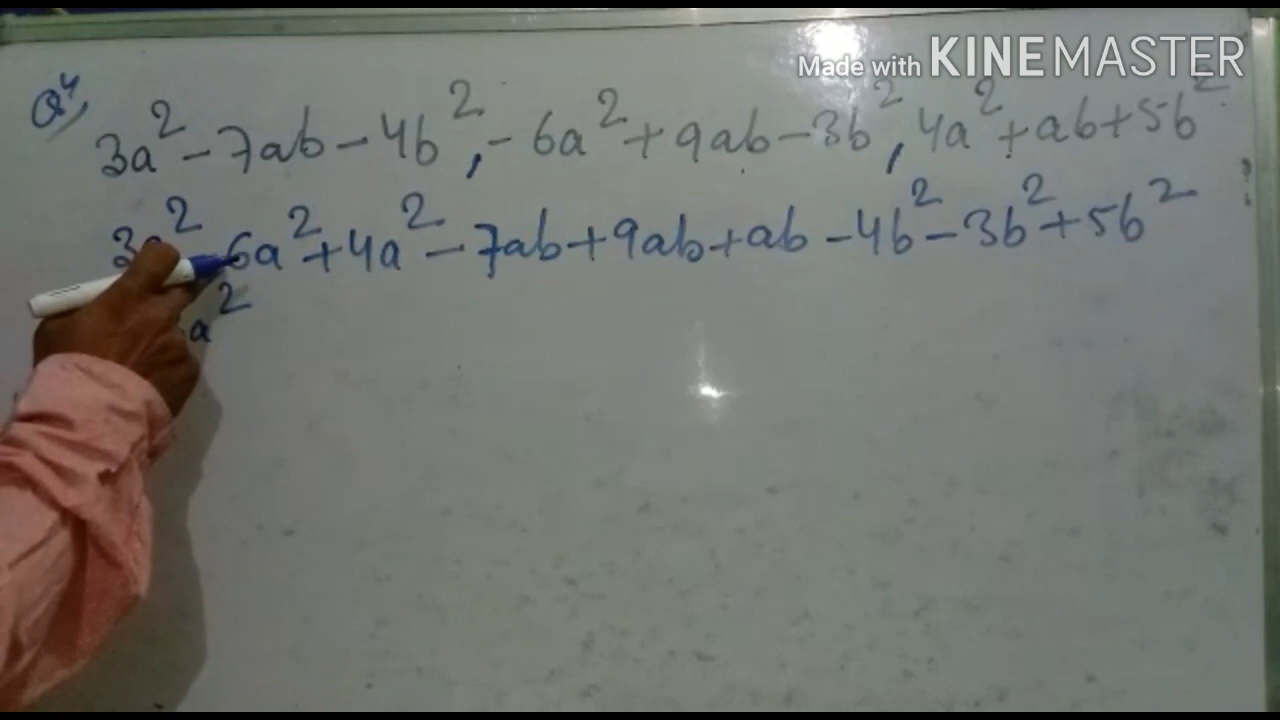 Made with KINEMASTER
Q4
3a² - 7ab - 4b², - 6a² + 9ab - 3b², 4a² + ab + 5b²
3a² - 6a² + 4a² - 7ab + 9ab + ab - 4b² - 3b² + 5b²
a²